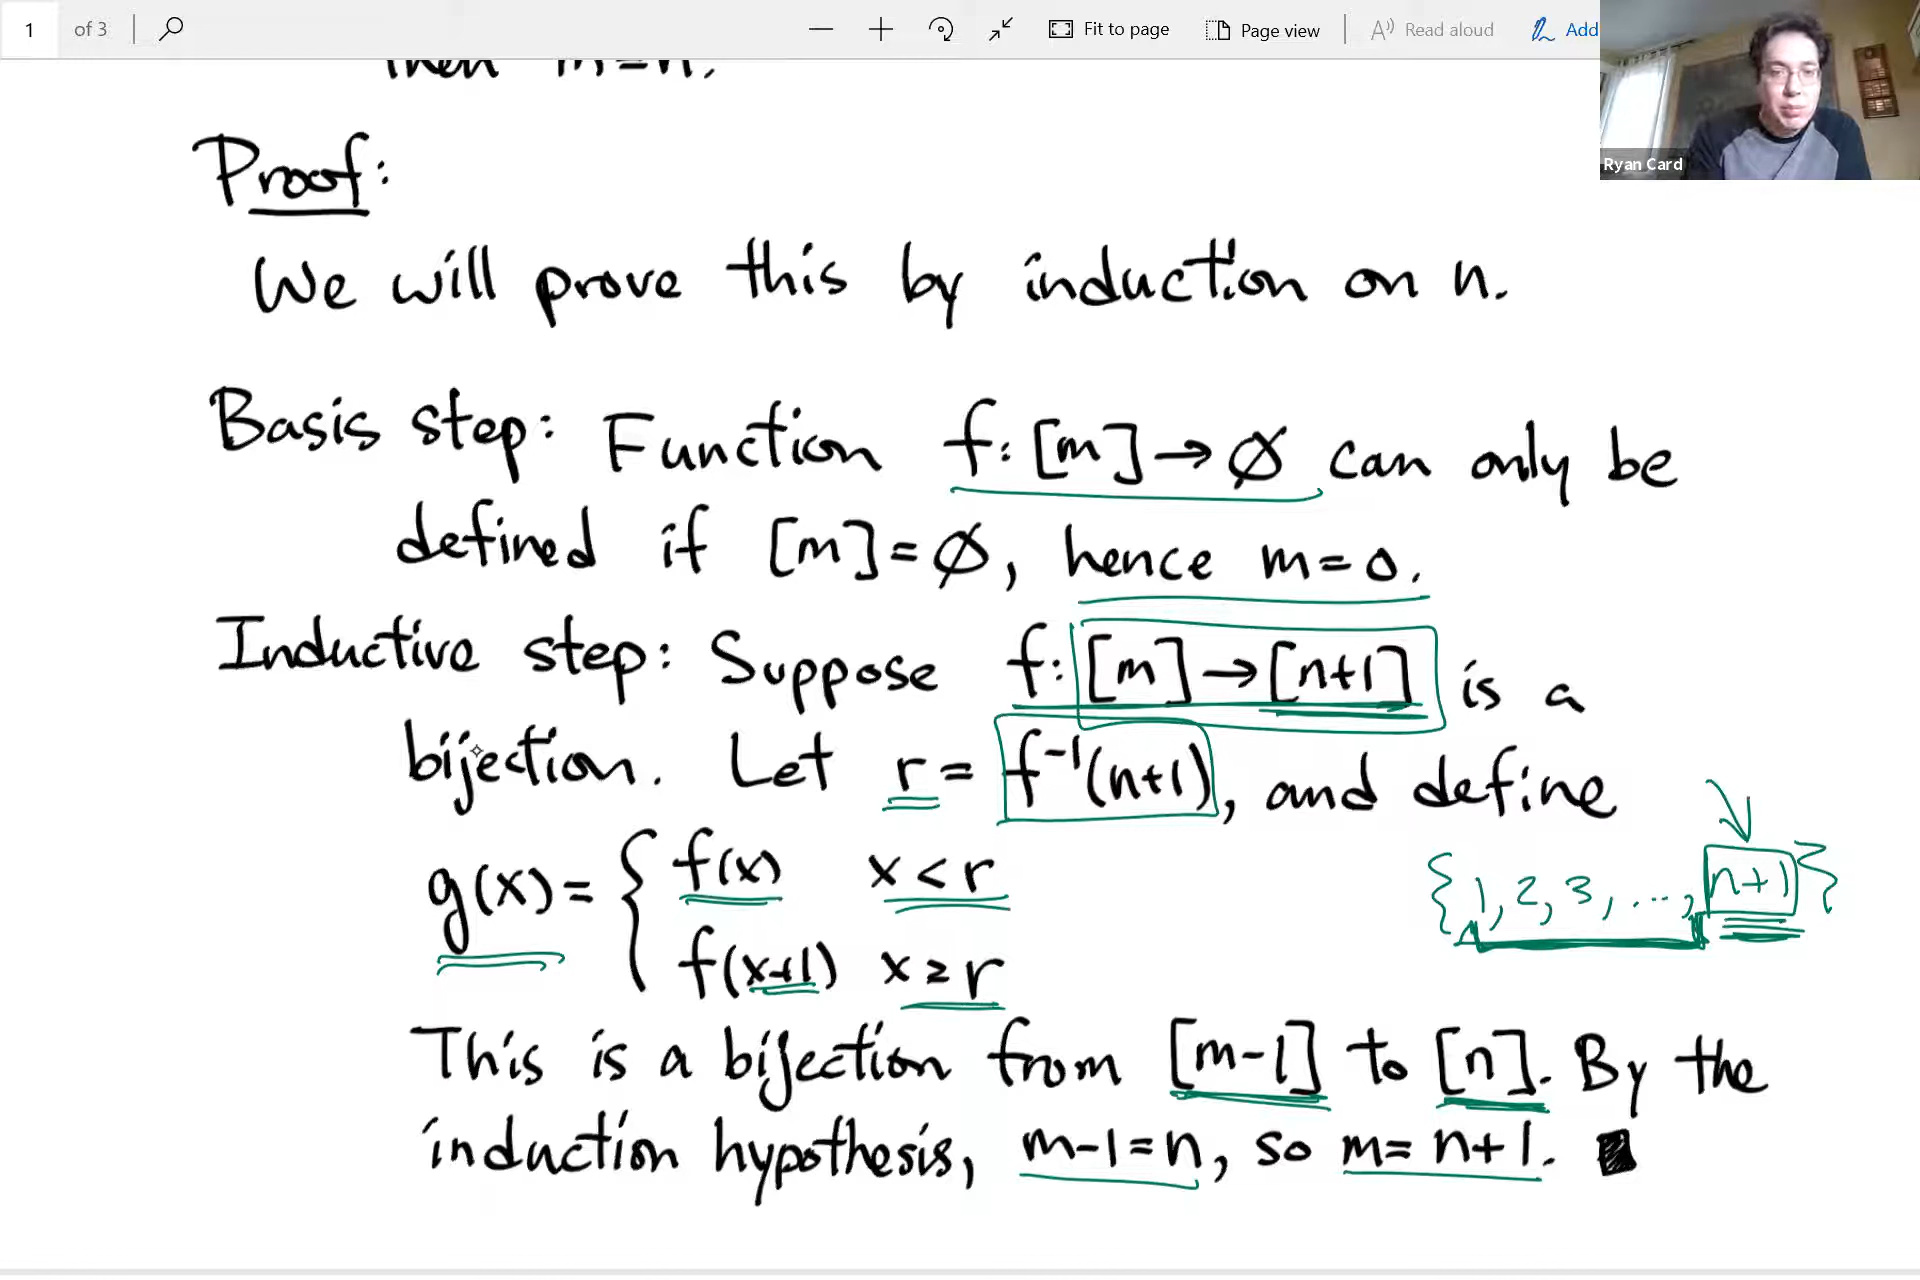 1 of 3 Fit to page Page view Read aloud Add
Ryan Card
then m=n.
Proof:
We will prove this by induction on n.
Basis step: Function f: [m]→∅ can only be
defined if [m]=∅, hence m=0.
Inductive step: Suppose f: [m]→[n+1] is a
bijection. Let r= f⁻¹(n+1), and define
g(x)= { f(x) x<r
f(x+1) x≥r
{1, 2, 3, ..., n+1}
This is a bijection from [m-1] to [n]. By the
induction hypothesis, m-1=n, so m= n+1. ∎